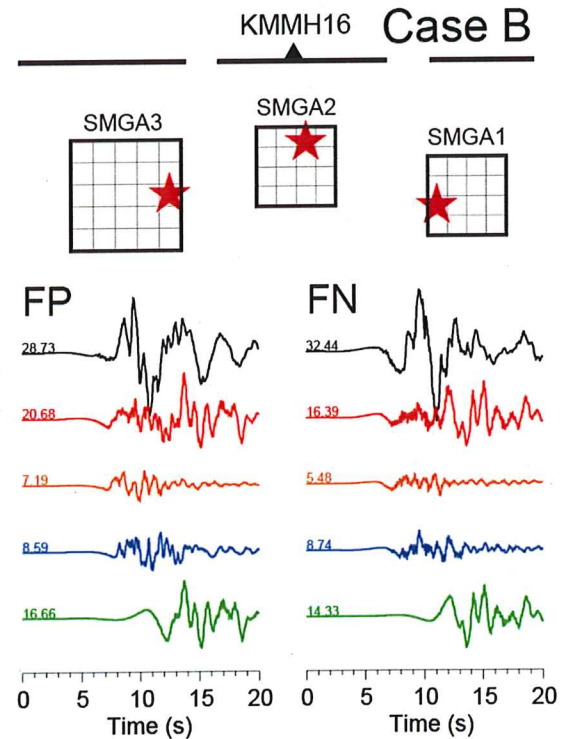 KMMH16 Case B
SMGA3 SMGA2 SMGA1
FP FN
28.73 32.44
20.68 16.39
7.19 5.48
8.59 8.74
16.66 14.33
0 5 10 15 20 0 5 10 15 20
Time (s) Time (s)